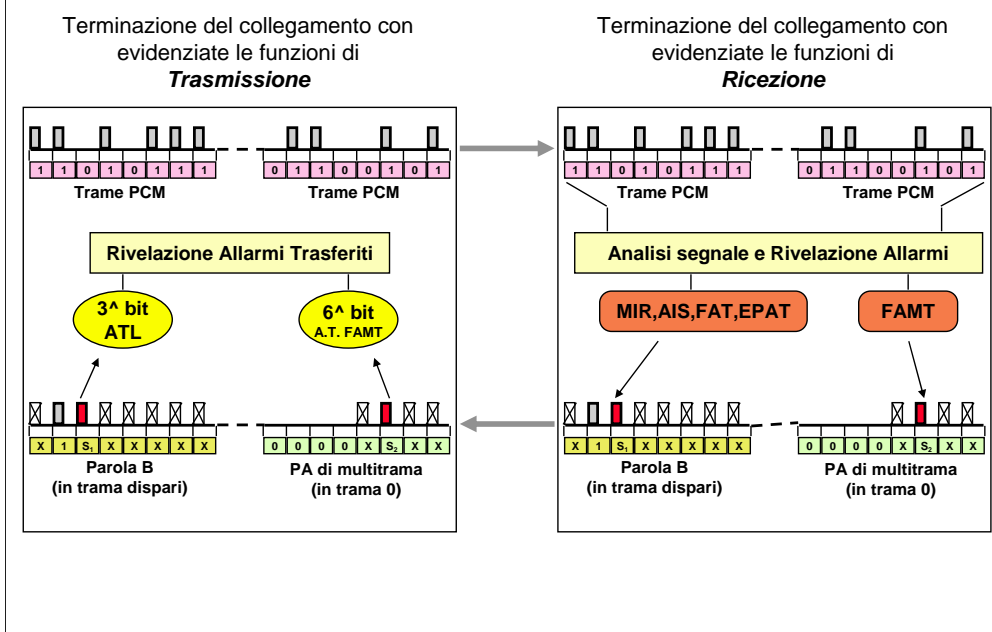 Terminazione del collegamento con
evidenziate le funzioni di
Trasmissione
1 1 0 1 0 1 1 1
0 1 1 0 0 1 0 1
Trame PCM
Trame PCM
Rivelazione Allarmi Trasferiti
3^ bit
ATL
6^ bit
A.T. FAMT
X 1 S1 X X X X X
0 0 0 0 X S2 X X
Parola B
(in trama dispari)
PA di multitrama
(in trama 0)
Terminazione del collegamento con
evidenziate le funzioni di
Ricezione
1 1 0 1 0 1 1 1
0 1 1 0 0 1 0 1
Trame PCM
Trame PCM
Analisi segnale e Rivelazione Allarmi
MIR,AIS,FAT,EPAT
FAMT
X 1 S1 X X X X X
0 0 0 0 X S2 X X
Parola B
(in trama dispari)
PA di multitrama
(in trama 0)